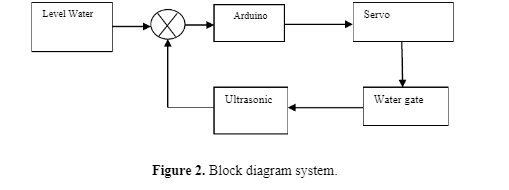 Level Water
Arduino
Servo
Ultrasonic
Water gate
Figure 2. Block diagram system.